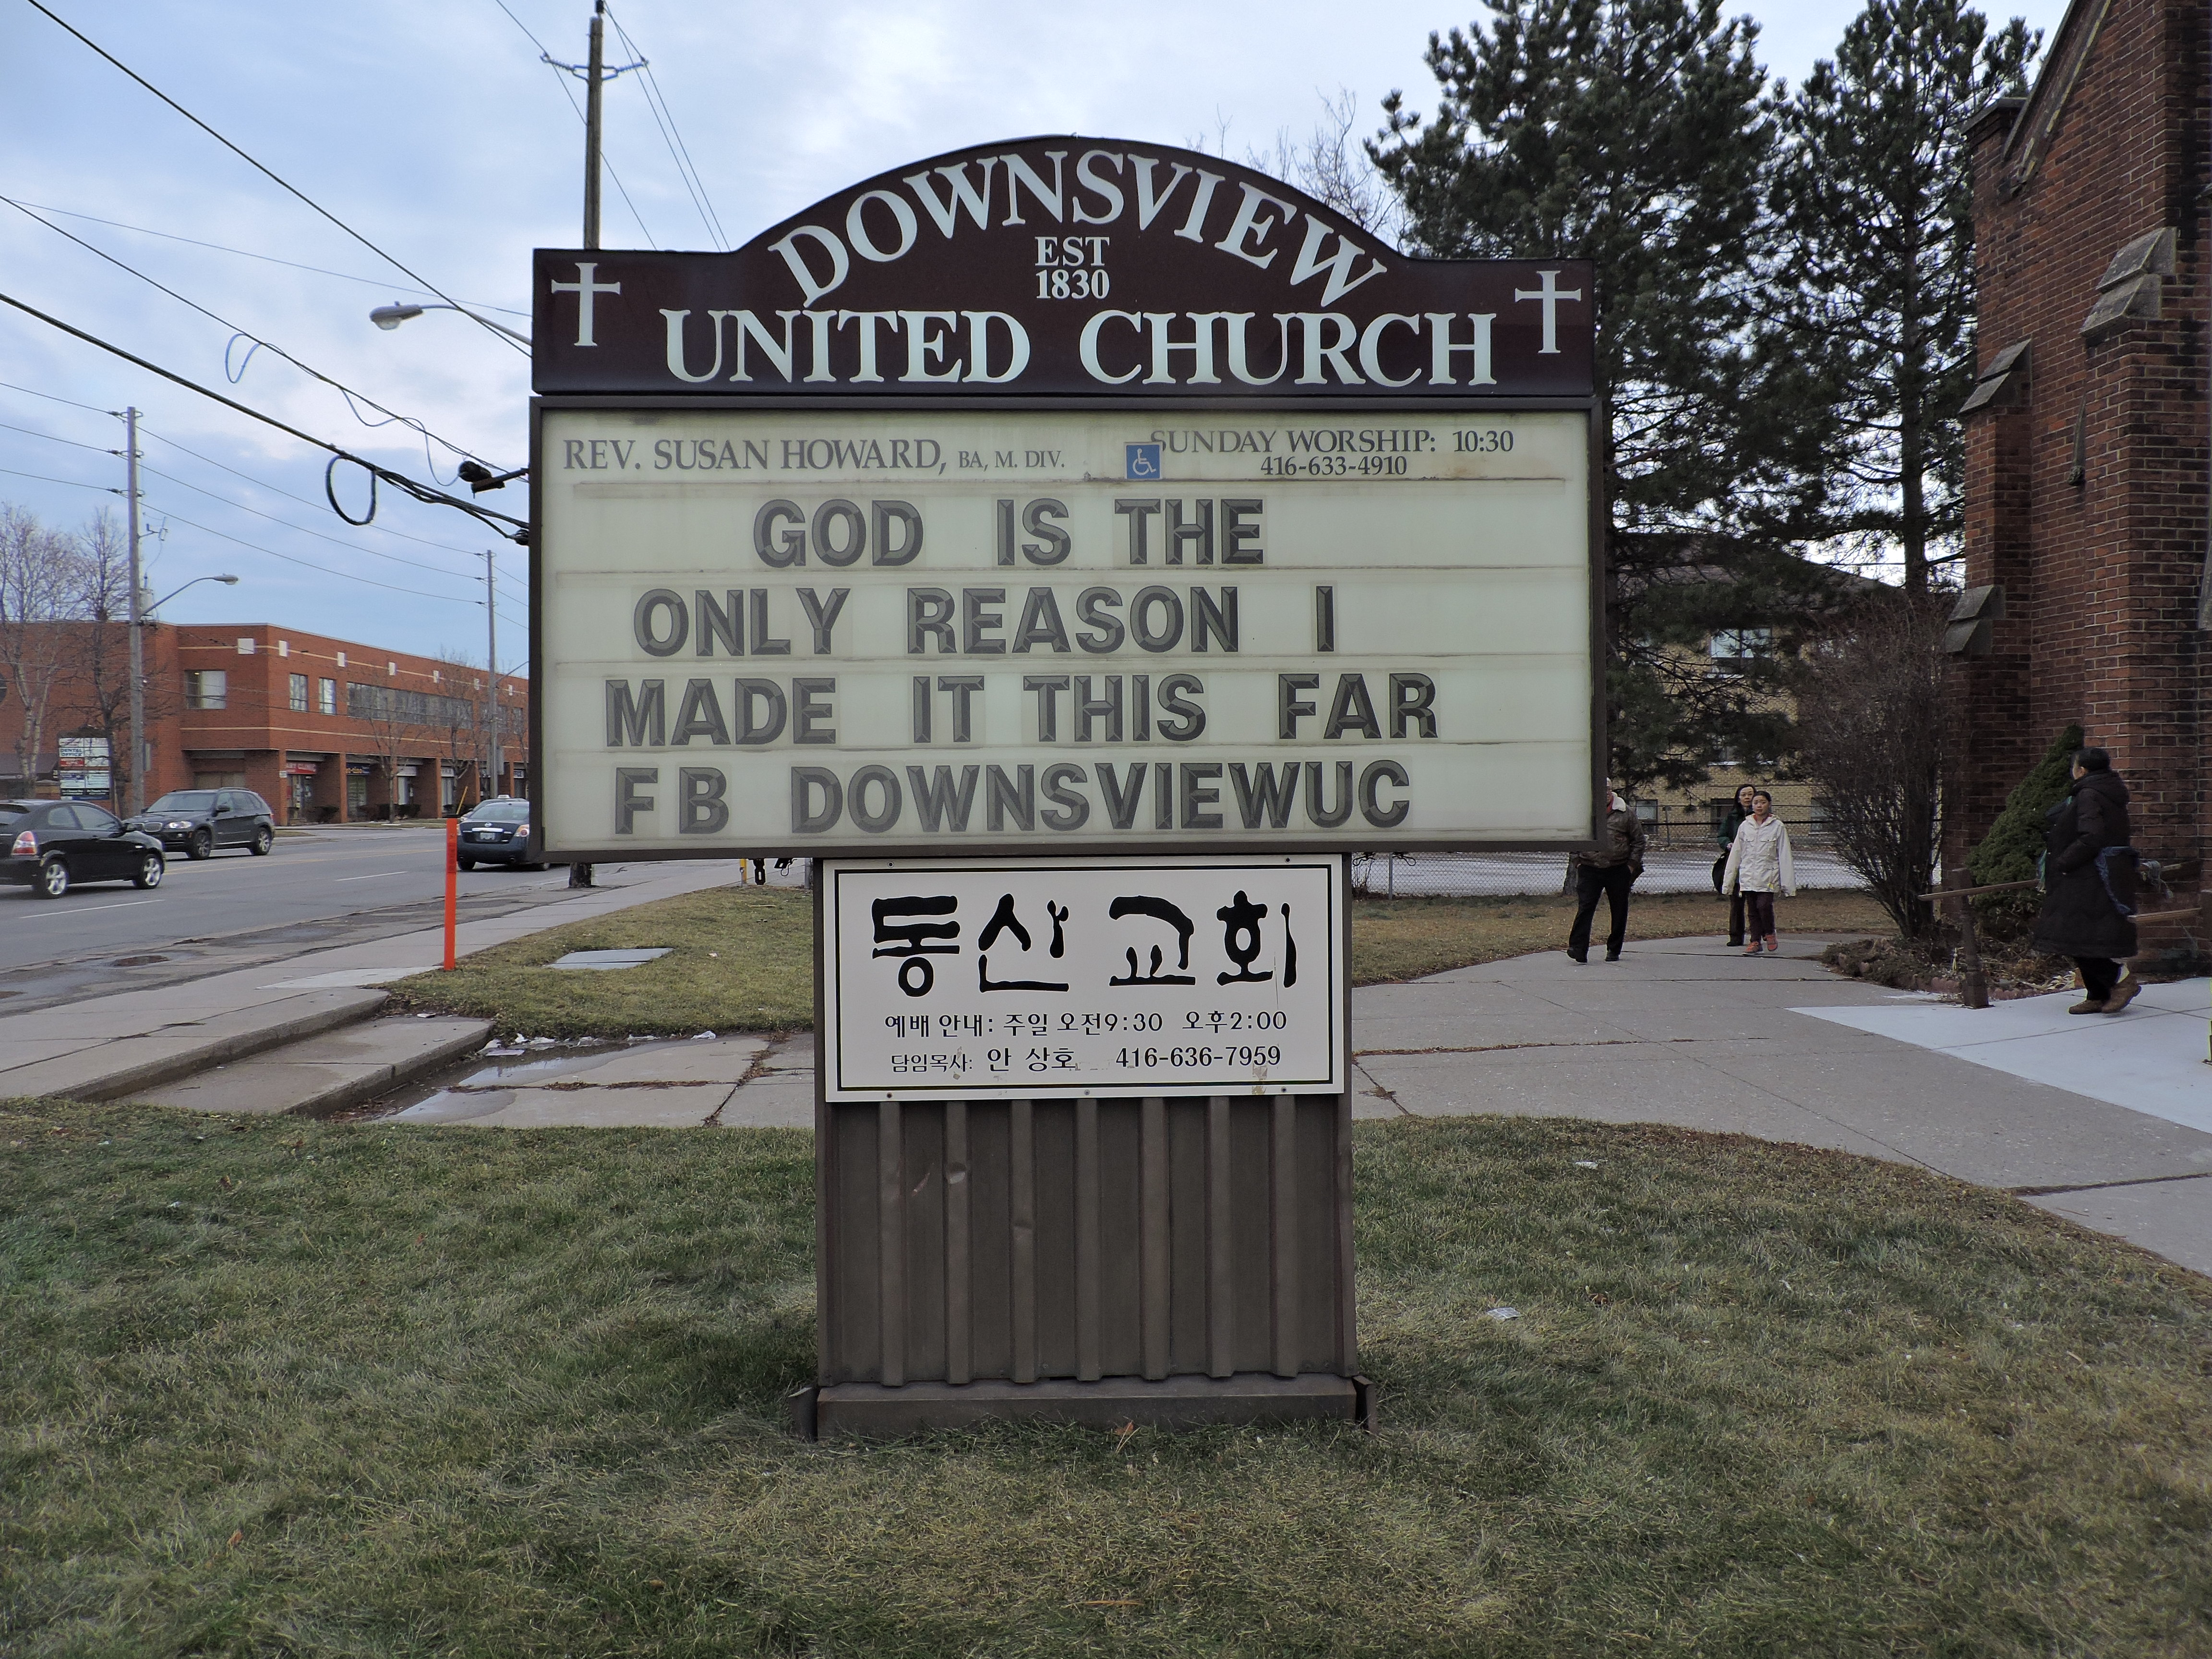 DOWNSVIEW
EST
1830
UNITED CHURCH
REV. SUSAN HOWARD, BA, M. DIV.
SUNDAY WORSHIP: 10:30
416-633-4910
GOD IS THE
ONLY REASON I
MADE IT THIS FAR
FB DOWNSVIEWUC
동산 교회
예배 안내: 주일 오전9:30 오후2:00
담임목사: 안 상호 416-636-7959